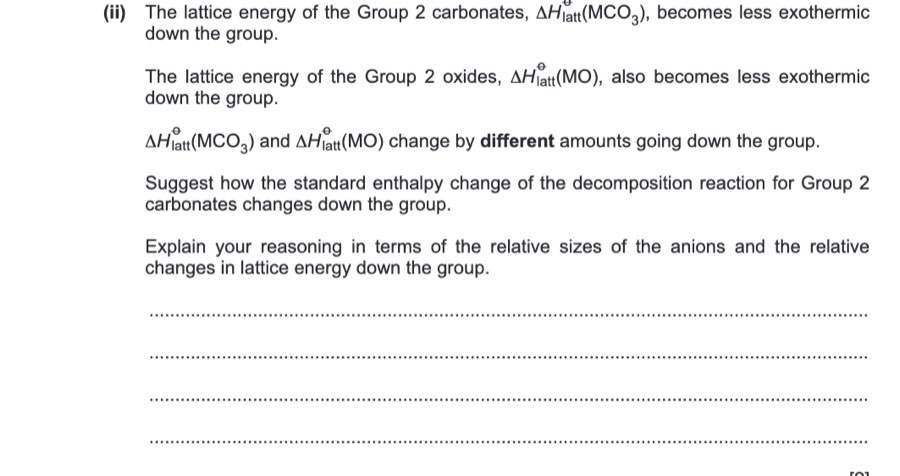 (ii) The lattice energy of the Group 2 carbonates, ΔH⦵latt(MCO₃), becomes less exothermic
down the group.
The lattice energy of the Group 2 oxides, ΔH⦵latt(MO), also becomes less exothermic
down the group.
ΔH⦵latt(MCO₃) and ΔH⦵latt(MO) change by different amounts going down the group.
Suggest how the standard enthalpy change of the decomposition reaction for Group 2
carbonates changes down the group.
Explain your reasoning in terms of the relative sizes of the anions and the relative
changes in lattice energy down the group.